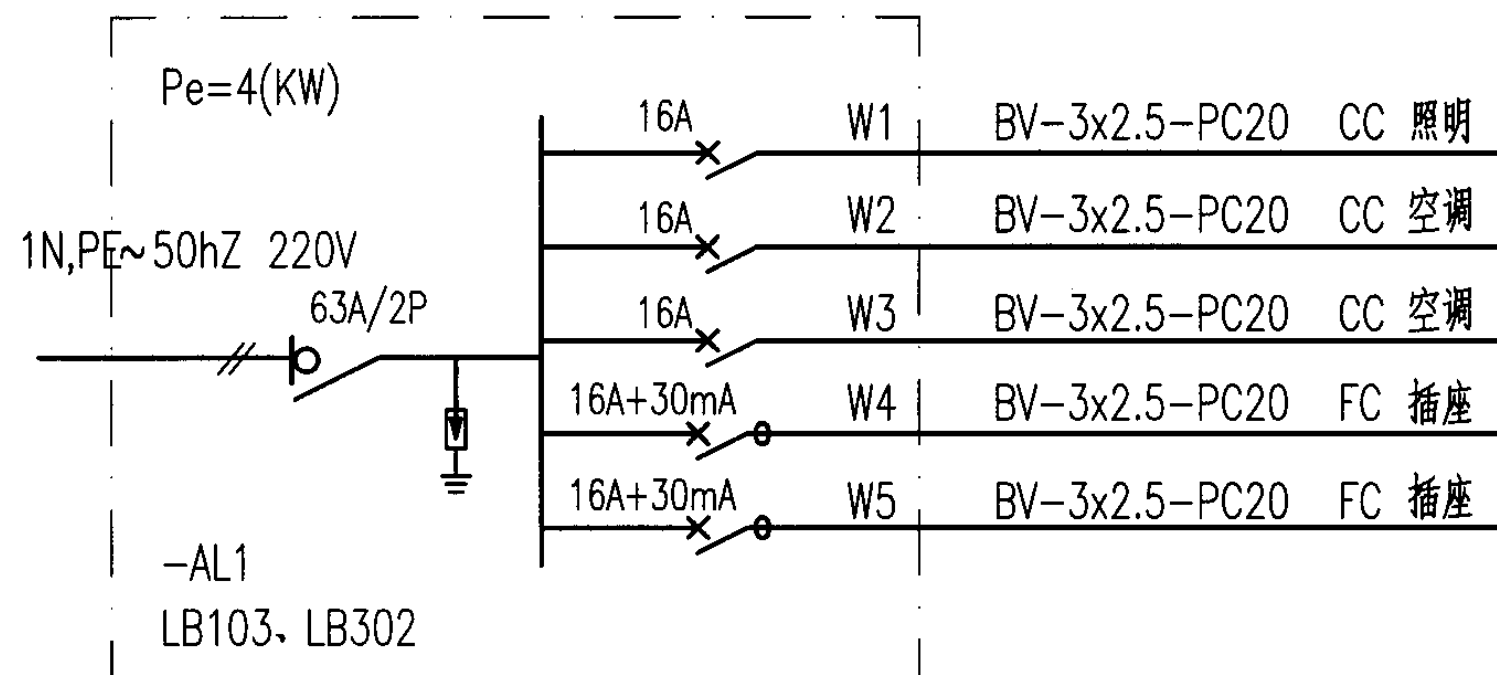 Pe=4(KW)
16A W1 BV-3x2.5-PC20 CC 照明
16A W2 BV-3x2.5-PC20 CC 空调
1N,PE~50hZ 220V
63A/2P
16A W3 BV-3x2.5-PC20 CC 空调
16A+30mA W4 BV-3x2.5-PC20 FC 插座
16A+30mA W5 BV-3x2.5-PC20 FC 插座
-AL1
LB103、LB302